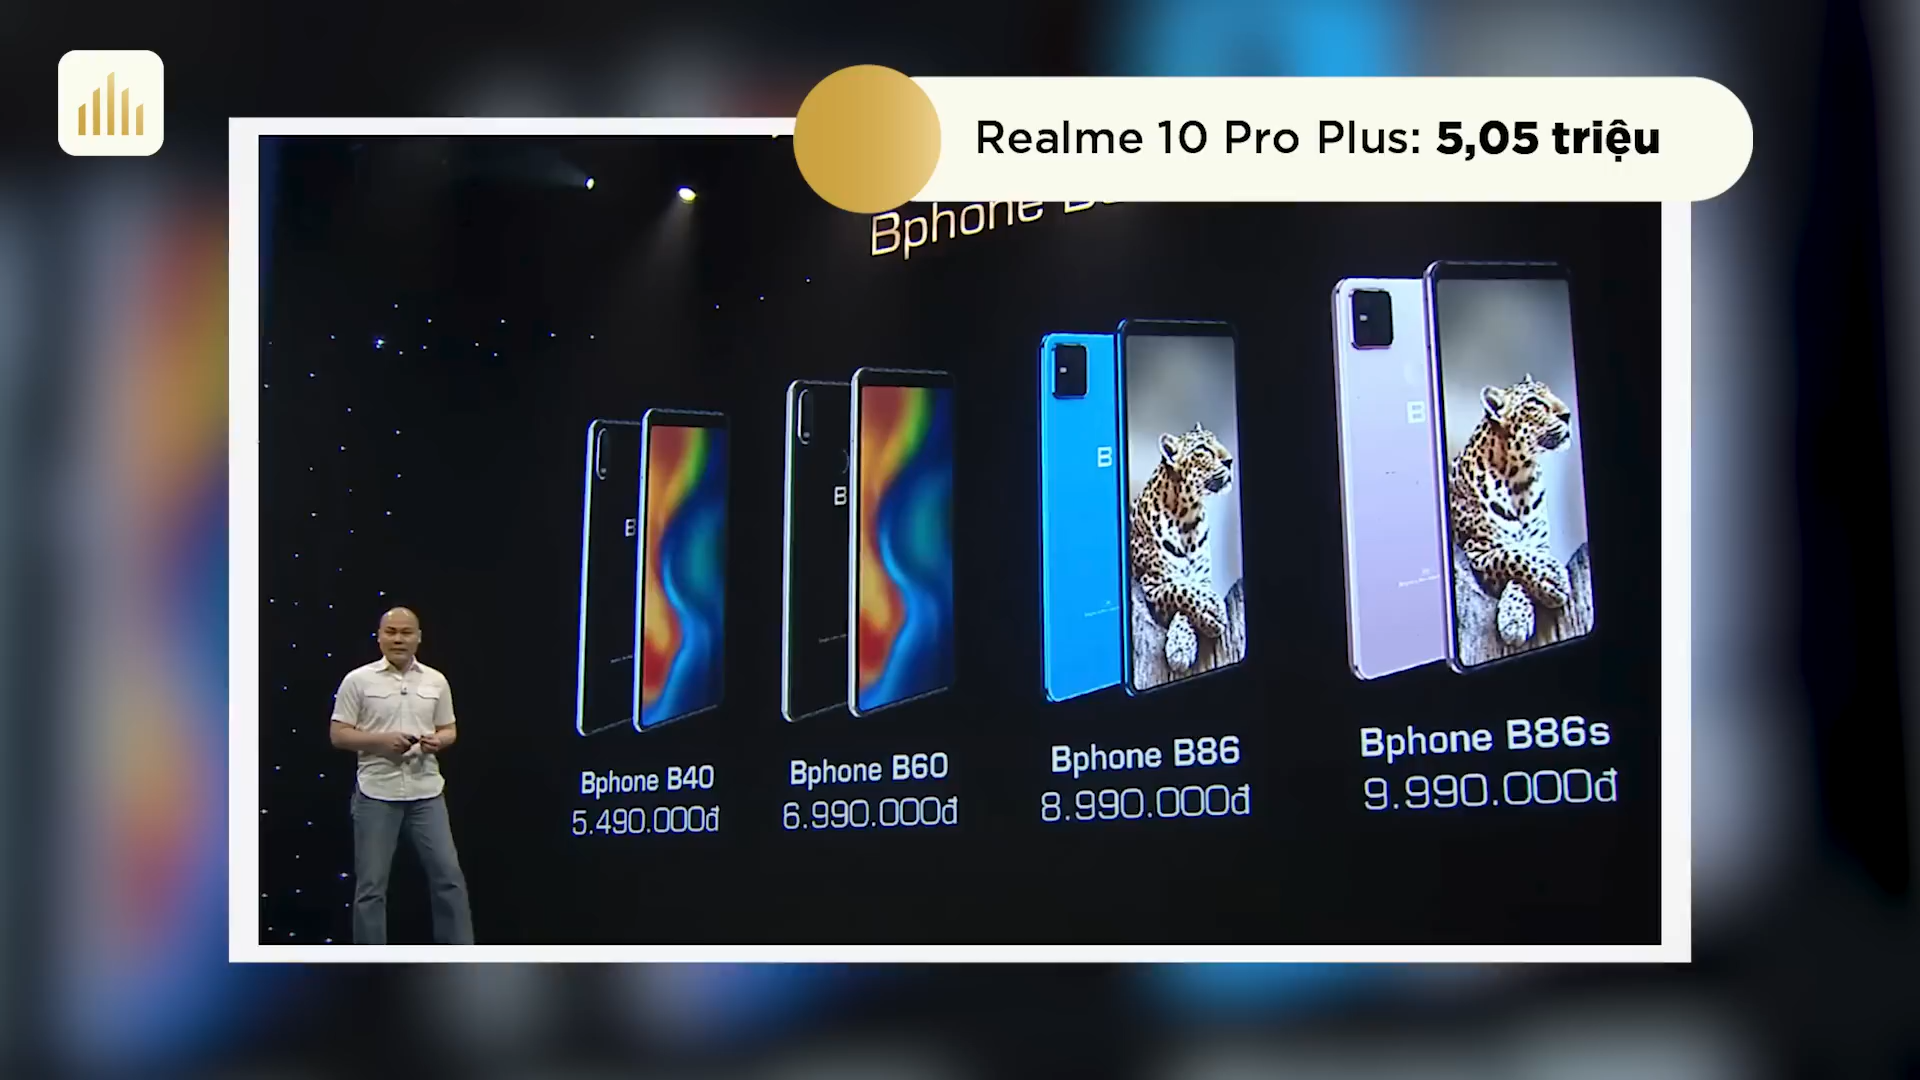 Realme 10 Pro Plus: 5,05 triệu
Bphone
B
B
B
B
Bphone B40
5.490.000đ
Bphone B60
6.990.000đ
Bphone B86
8.990.000đ
Bphone B86s
9.990.000đ